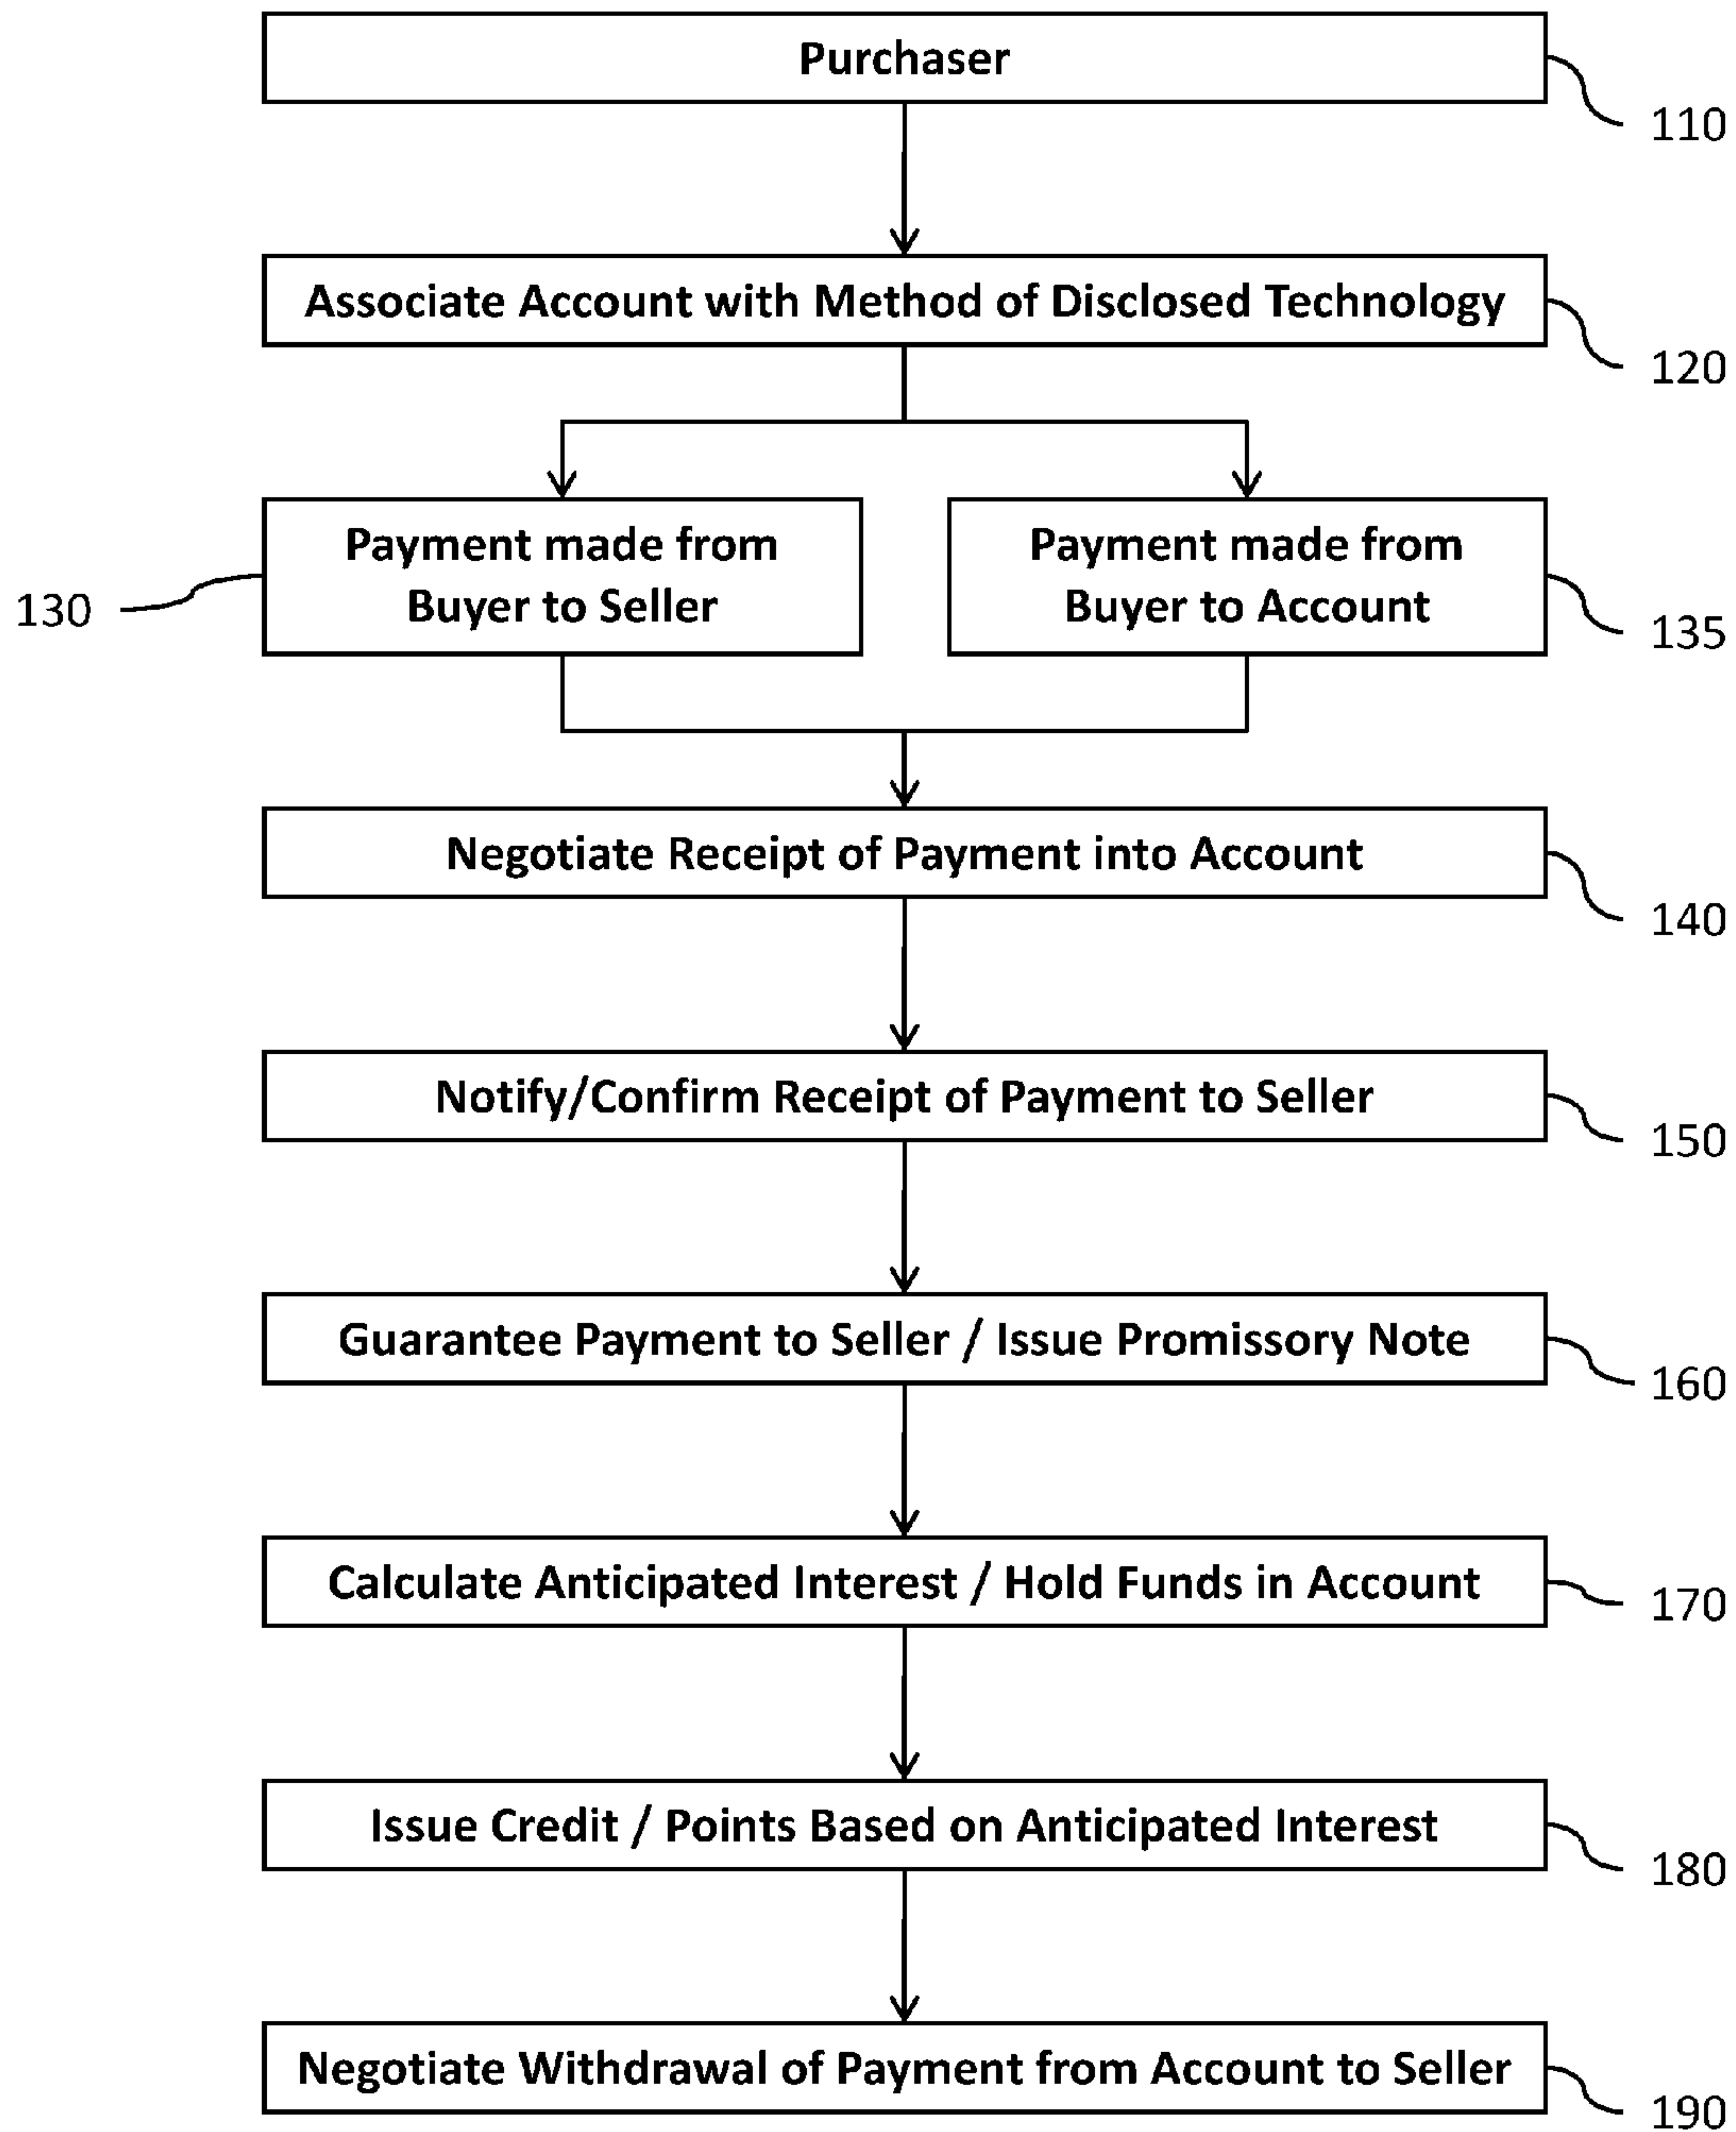 Purchaser
110
Associate Account with Method of Disclosed Technology
120
Payment made from
Buyer to Seller
130
Payment made from
Buyer to Account
135
Negotiate Receipt of Payment into Account
140
Notify/Confirm Receipt of Payment to Seller
150
Guarantee Payment to Seller / Issue Promissory Note
160
Calculate Anticipated Interest / Hold Funds in Account
170
Issue Credit / Points Based on Anticipated Interest
180
Negotiate Withdrawal of Payment from Account to Seller
190